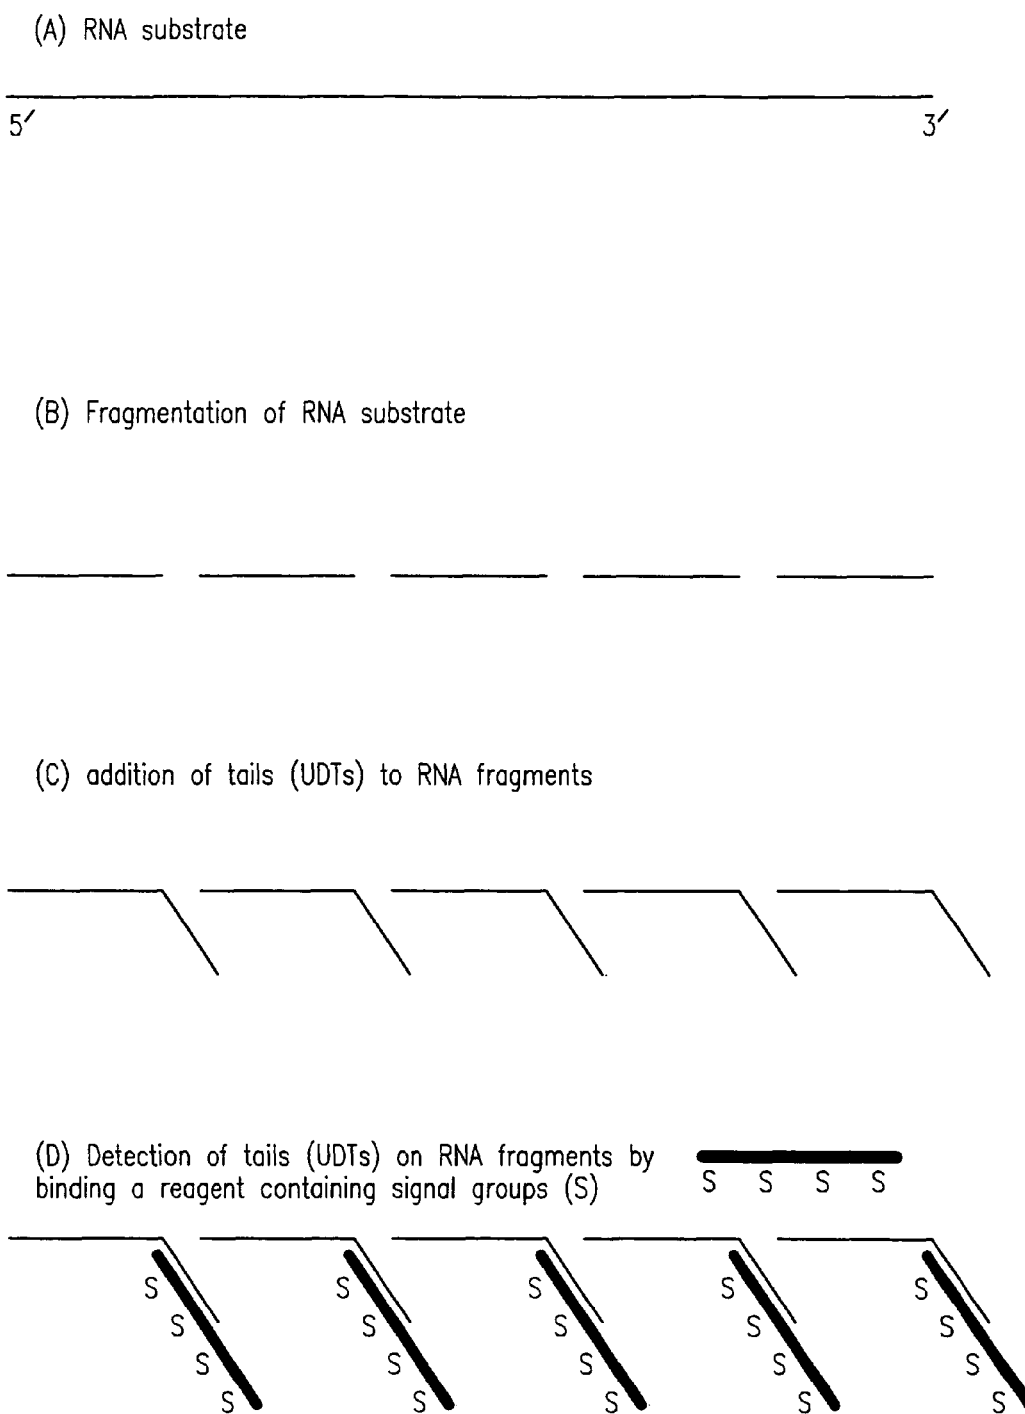 (A) RNA substrate
5′ 3′
(B) Fragmentation of RNA substrate
(C) addition of tails (UDTs) to RNA fragments
(D) Detection of tails (UDTs) on RNA fragments by
binding a reagent containing signal groups (S)
S S S S
S S S S S
S S S S S
S S S S S
S S S S S